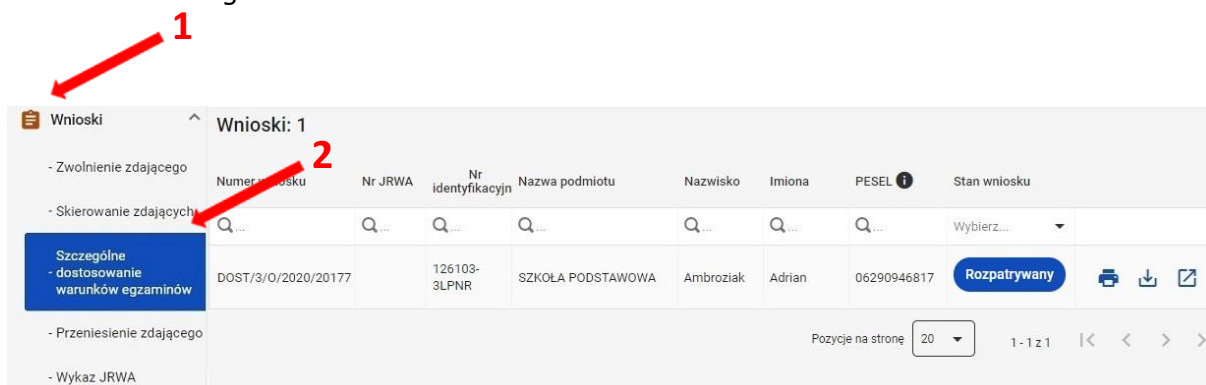 1
Wnioski
Wnioski: 1
2
- Zwolnienie zdającego
Numer wniosku Nr JRWA Nr identyfikacyjn Nazwa podmiotu Nazwisko Imiona PESEL Stan wniosku
- Skierowanie zdających
... ... ... ... ... ... ... Wybierz...
Szczególne
- dostosowanie
warunków egzaminów
DOST/3/O/2020/20177 126103-3LPNR SZKOŁA PODSTAWOWA Ambroziak Adrian 06290946817 Rozpatrywany
- Przeniesienie zdającego
Pozycje na stronę 20 1 - 1 z 1
- Wykaz JRWA